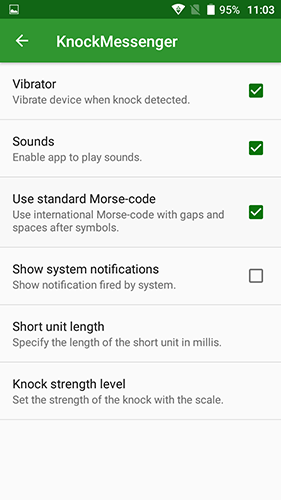 95% 11:03
KnockMessenger
Vibrator
Vibrate device when knock detected.
Sounds
Enable app to play sounds.
Use standard Morse-code
Use international Morse-code with gaps and
spaces after symbols.
Show system notifications
Show notification fired by system.
Short unit length
Specify the length of the short unit in millis.
Knock strength level
Set the strength of the knock with the scale.